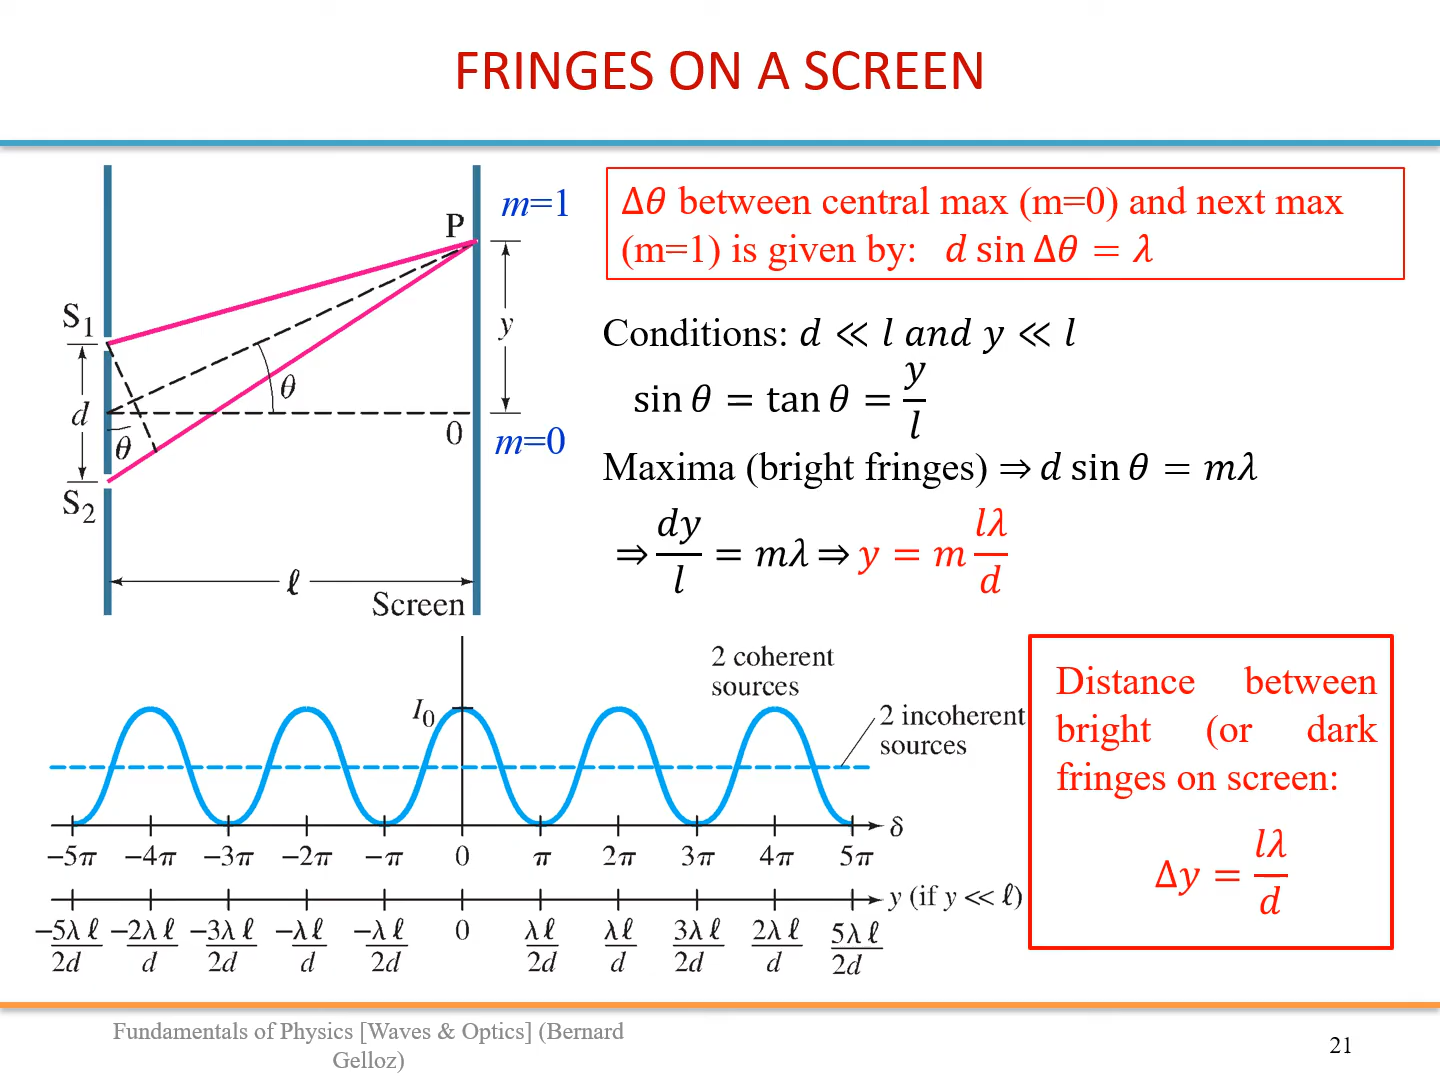 FRINGES ON A SCREEN
S₁
d
θ
S₂
P
m=1
y
θ
0
m=0
ℓ
Screen
Δθ between central max (m=0) and next max
(m=1) is given by: d sin Δθ = λ
Conditions: d ≪ l and y ≪ l
sin θ = tan θ = y/l
Maxima (bright fringes) ⇒ d sin θ = mλ
⇒ dy/l = mλ ⇒ y = m lλ/d
2 coherent
sources
I₀
2 incoherent
sources
δ
−5π −4π −3π −2π −π 0 π 2π 3π 4π 5π
y (if y ≪ ℓ)
−5λℓ/2d −2λℓ/d −3λℓ/2d −λℓ/d −λℓ/2d 0 λℓ/2d λℓ/d 3λℓ/2d 2λℓ/d 5λℓ/2d
Distance between
bright (or dark
fringes on screen:
Δy = lλ/d
Fundamentals of Physics [Waves & Optics] (Bernard
Gelloz)
21